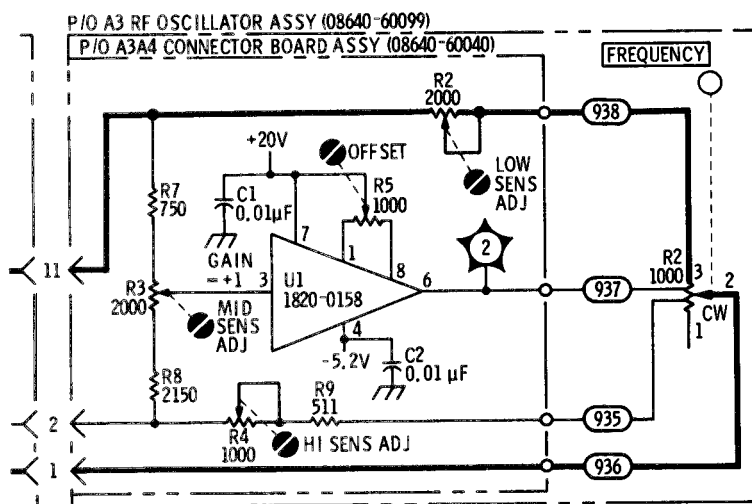 P/O A3 RF OSCILLATOR ASSY (08640-60099)
P/O A3A4 CONNECTOR BOARD ASSY (08640-60040)
FREQUENCY
R2
2000
938
+20V
OFFSET
LOW
SENS
ADJ
R7
750
C1
0.01μF
R5
1000
7
1
8
2
R2
1000
3
2
11
GAIN
=+1
3
U1
1820-0158
6
937
R3
2000
MID
SENS
ADJ
4
CW
1
-5.2V
C2
0.01 μF
R8
2150
R9
511
2
935
R4
1000
HI SENS ADJ
1
936